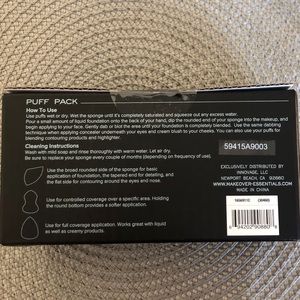 PUFF PACK
How To Use
Use puffs wet or dry. Wet the sponge until it's completely saturated and squeeze out any excess water.
Pour a small amount of liquid foundation onto the back of your hand, dip the rounded end of your sponge into the makeup, and
begin applying to your face. Gently dab or blot the area until your foundation is completely blended. Use the same dabbing
technique when applying concealer underneath your eyes and cream blush to your cheeks. You can also use your puffs for
blending contouring products and highlighter.
Cleaning Instructions
Wash with mild soap and rinse thoroughly with warm water. Let air dry.
Be sure to replace your sponge every couple of months (dependent on frequency of use).
59415A9003
Use the broad rounded side of the sponge for basic
application of foundation, the tapered end for detailing, and
the flat side for contouring around the eyes and nose.
Use for controlled coverage over a specific area. Holding
the round bottom provides a softer application.
Use for full coverage application. Works great with liquid
as well as creamy products.
EXCLUSIVELY DISTRIBUTED BY
INNOVAGE, LLC
NEWPORT BEACH, CA 92660
WWW.MAKEOVER-ESSENTIALS.COM
MADE IN CHINA